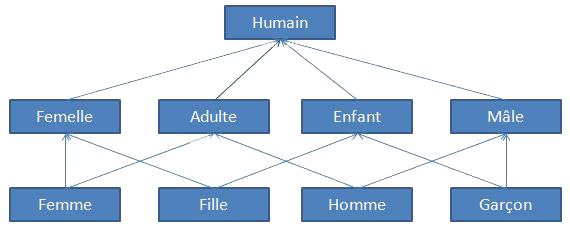 Humain
Femelle
Adulte
Enfant
Mâle
Femme
Fille
Homme
Garçon